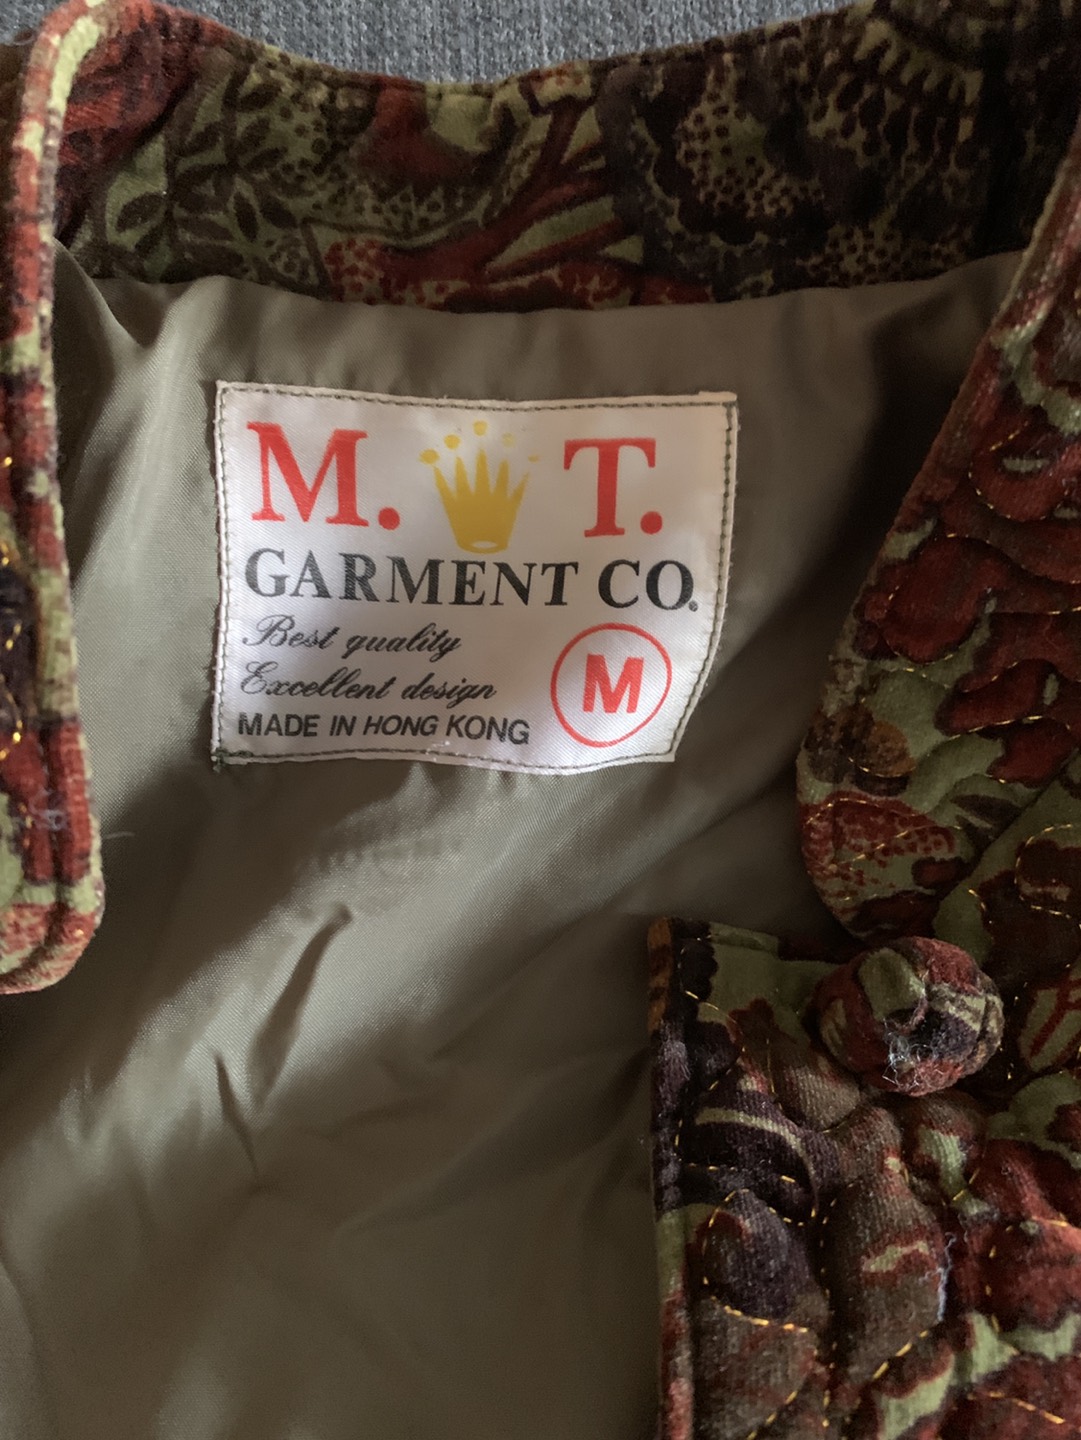 M. T.
GARMENT CO.
Best quality
Excellent design
M
MADE IN HONG KONG